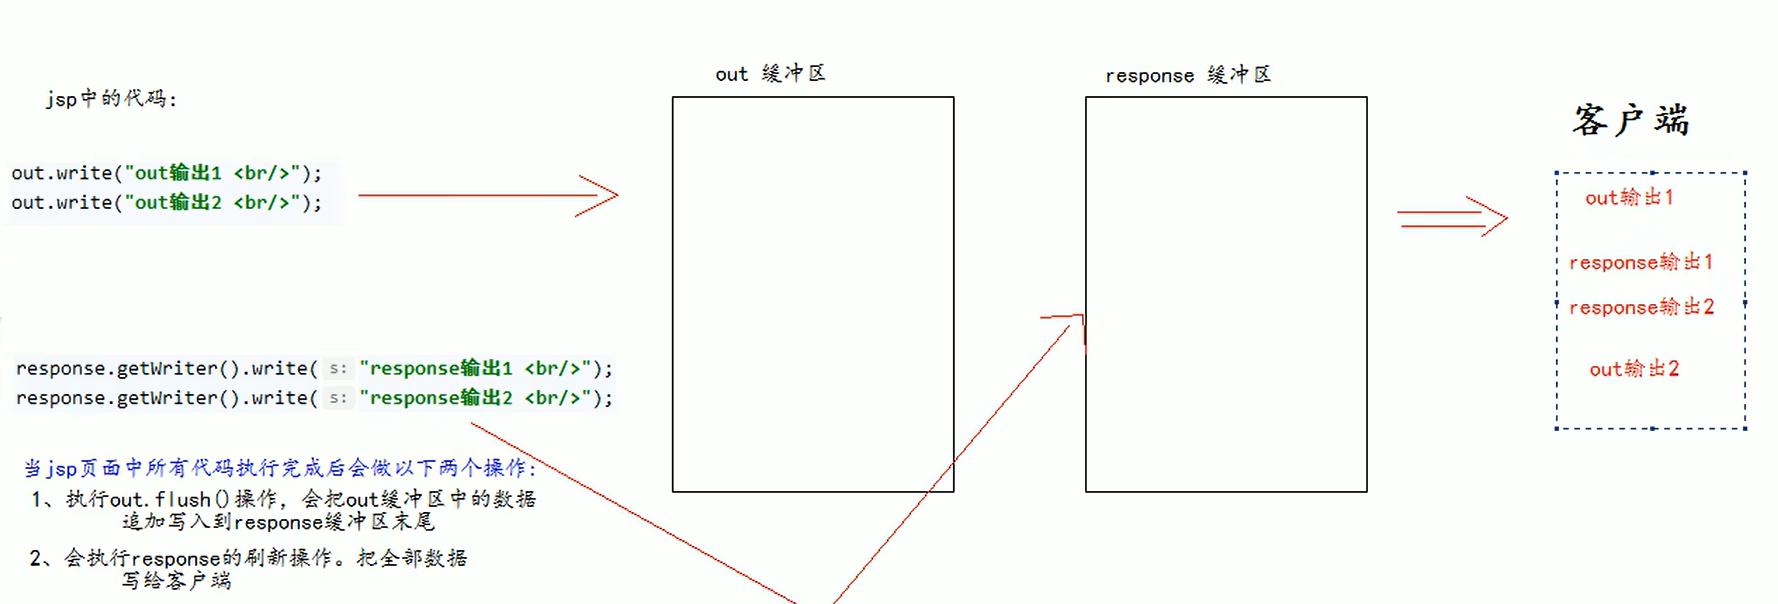 jsp中的代码:
out.write("out输出1 <br/>");
out.write("out输出2 <br/>");
response.getWriter().write( s: "response输出1 <br/>");
response.getWriter().write( s: "response输出2 <br/>");
当jsp页面中所有代码执行完成后会做以下两个操作:
1、执行out.flush()操作，会把out缓冲区中的数据
追加写入到response缓冲区末尾
2、会执行response的刷新操作。把全部数据
写给客户端
out 缓冲区
response 缓冲区
客户端
out输出1
response输出1
response输出2
out输出2